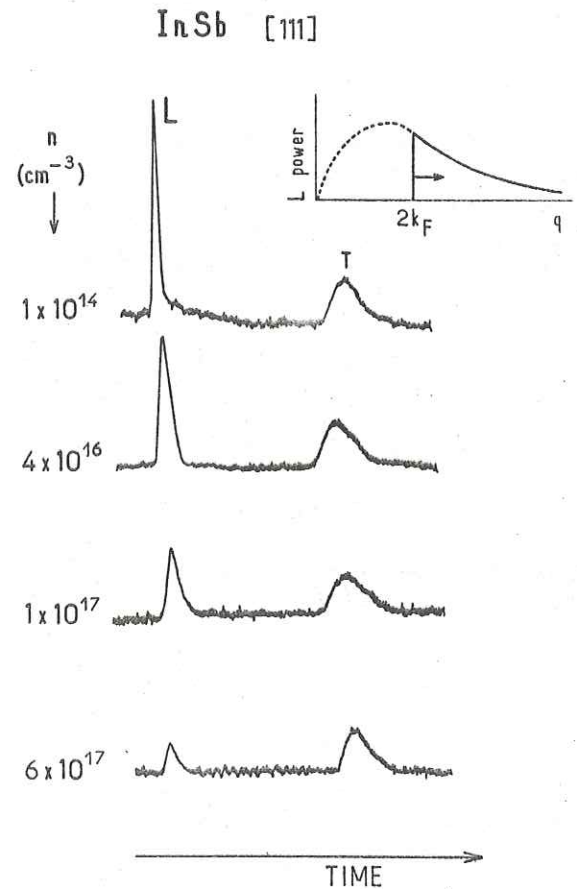 InSb [111]
L
n
(cm⁻³)
L power
2k_F
q
T
1 x 10¹⁴
4 x 10¹⁶
1 x 10¹⁷
6 x 10¹⁷
TIME